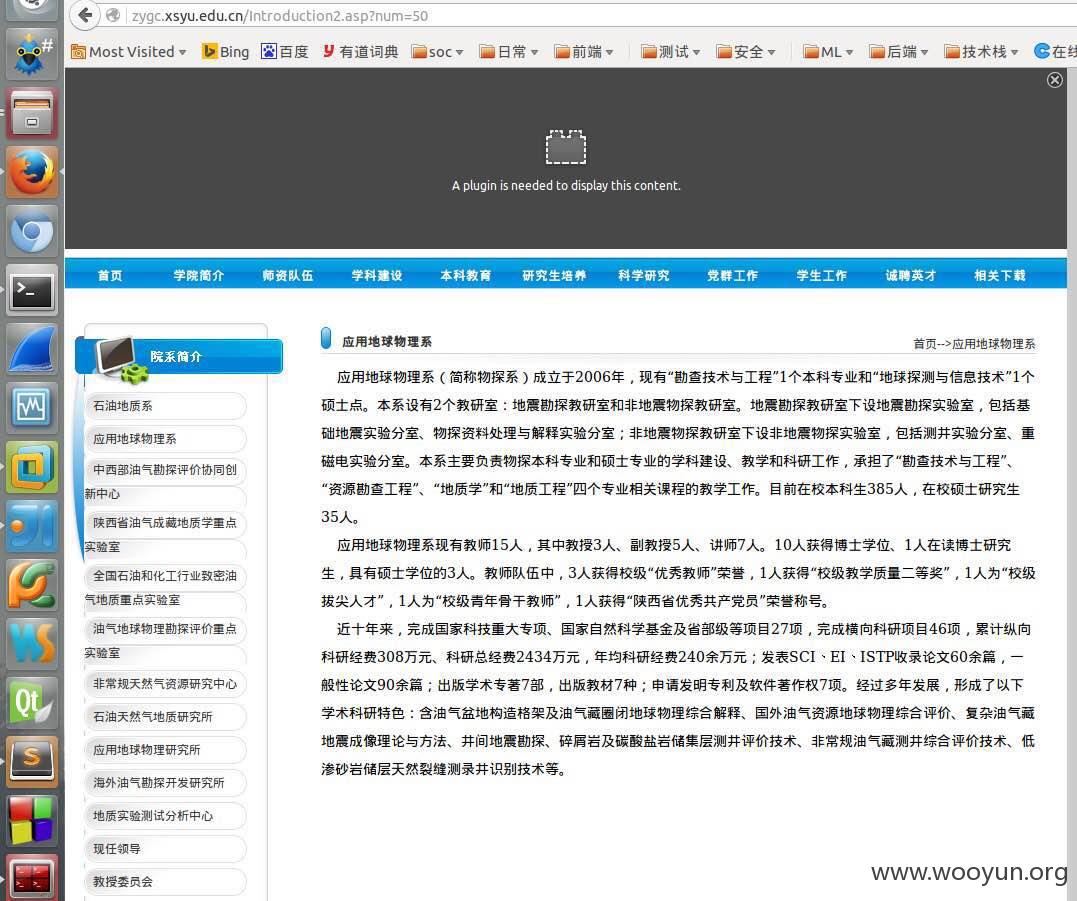 zygc.xsyu.edu.cn/Introduction2.asp?num=50
Most Visited Bing 百度 有道词典 soc 日常 前端 测试 安全 ML 后端 技术栈
A plugin is needed to display this content.
首页 学院简介 师资队伍 学科建设 本科教育 研究生培养 科学研究 党群工作 学生工作 诚聘英才 相关下载
院系简介
石油地质系
应用地球物理系
中西部油气勘探评价协同创
新中心
陕西省油气成藏地质学重点
实验室
全国石油和化工行业致密油
气地质重点实验室
油气地球物理勘探评价重点
实验室
非常规天然气资源研究中心
石油天然气地质研究所
应用地球物理研究所
海外油气勘探开发研究所
地质实验测试分析中心
现任领导
教授委员会
应用地球物理系
首页-->应用地球物理系
应用地球物理系（简称物探系）成立于2006年，现有“勘查技术与工程”1个本科专业和“地球探测与信息技术”1个
硕士点。本系设有2个教研室：地震勘探教研室和非地震物探教研室。地震勘探教研室下设地震勘探实验室，包括基
础地震实验分室、物探资料处理与解释实验分室；非地震物探教研室下设非地震物探实验室，包括测井实验分室、重
磁电实验分室。本系主要负责物探本科专业和硕士专业的学科建设、教学和科研工作，承担了“勘查技术与工程”、
“资源勘查工程”、“地质学”和“地质工程”四个专业相关课程的教学工作。目前在校本科生385人，在校硕士研究生
35人。
应用地球物理系现有教师15人，其中教授3人、副教授5人、讲师7人。10人获得博士学位、1人在读博士研究
生，具有硕士学位的3人。教师队伍中，3人获得校级“优秀教师”荣誉，1人获得“校级教学质量二等奖”，1人为“校级
拔尖人才”，1人为“校级青年骨干教师”，1人获得“陕西省优秀共产党员”荣誉称号。
近十年来，完成国家科技重大专项、国家自然科学基金及省部级等项目27项，完成横向科研项目46项，累计纵向
科研经费308万元、科研总经费2434万元，年均科研经费240余万元；发表SCI、EI、ISTP收录论文60余篇，一
般性论文90余篇；出版学术专著7部，出版教材7种；申请发明专利及软件著作权7项。经过多年发展，形成了以下
学术科研特色：含油气盆地构造格架及油气藏圈闭地球物理综合解释、国外油气资源地球物理综合评价、复杂油气藏
地震成像理论与方法、井间地震勘探、碎屑岩及碳酸盐岩储集层测井评价技术、非常规油气藏测井综合评价技术、低
渗砂岩储层天然裂缝测录井识别技术等。
www.wooyun.org